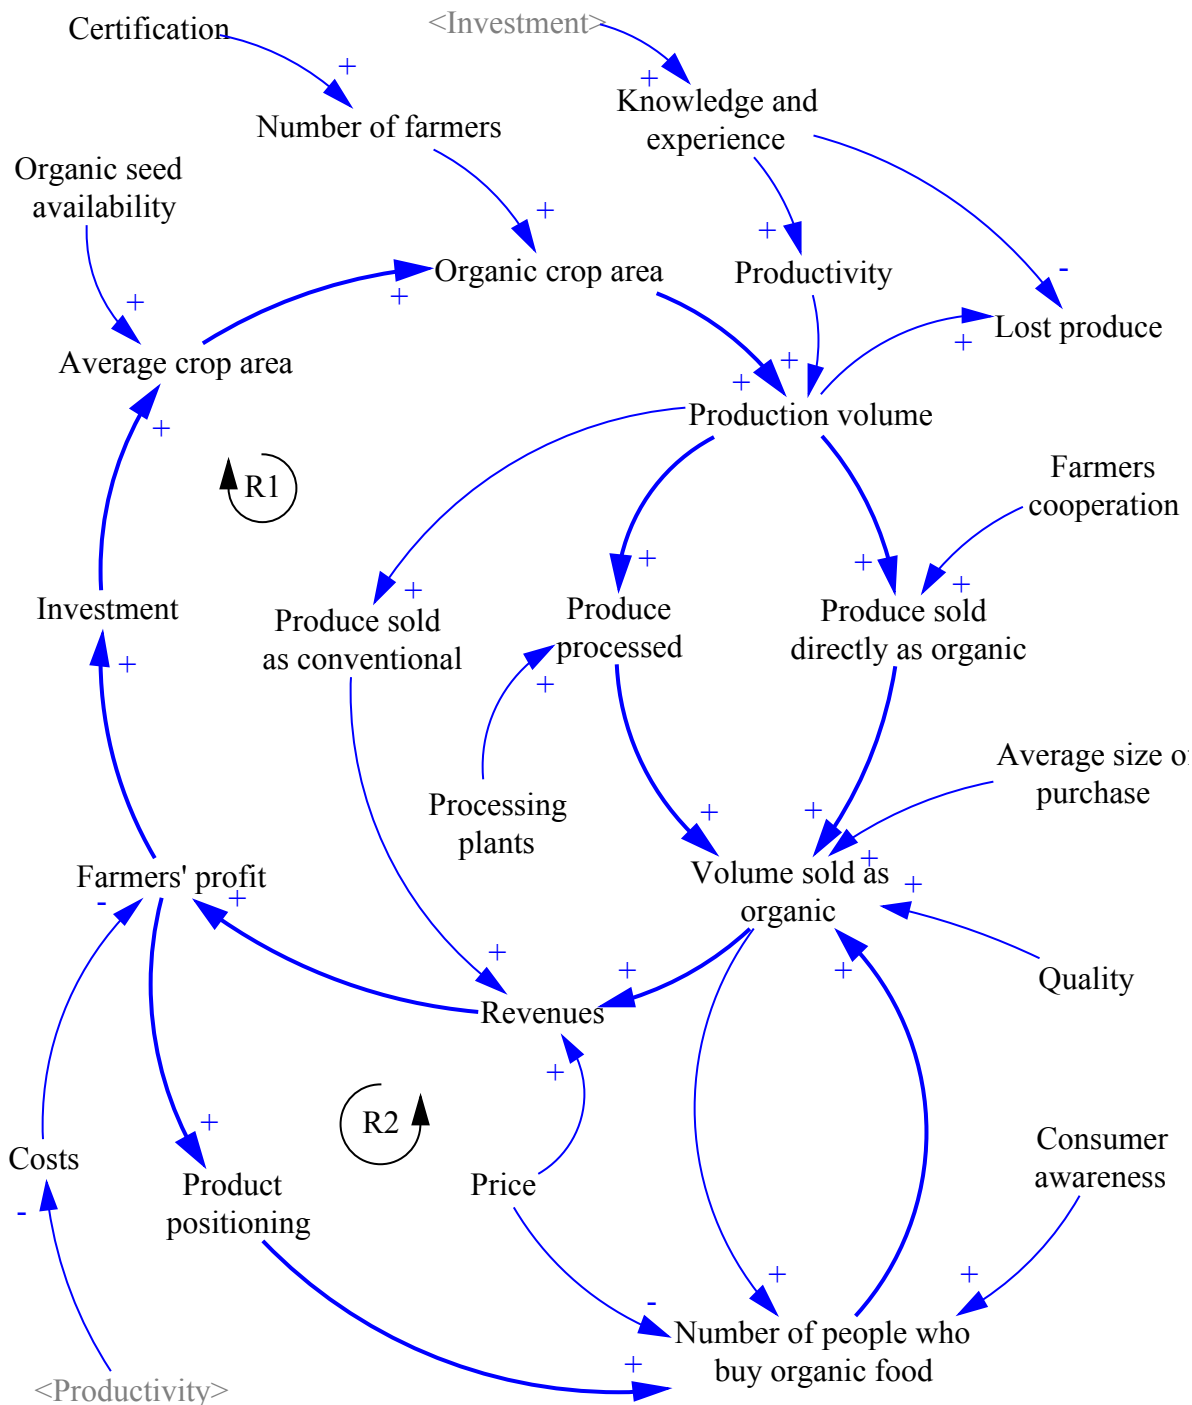 Certification
<Investment>
+
+
Knowledge and
experience
Number of farmers
Organic seed
availability
+
+
-
Organic crop area
Productivity
+
+
Lost produce
+
Average crop area
+
+
Production volume
+
R1
Farmers
cooperation
+
+
+
+
Investment
Produce sold
as conventional
Produce
processed
Produce sold
directly as organic
+
+
Average size of
purchase
Processing
plants
+
+
+
Volume sold as
organic
+
Farmers' profit
-
+
+
+
+
Quality
Revenues
+
R2
+
Consumer
awareness
Costs
Product
positioning
Price
-
+
+
-
Number of people who
buy organic food
+
<Productivity>